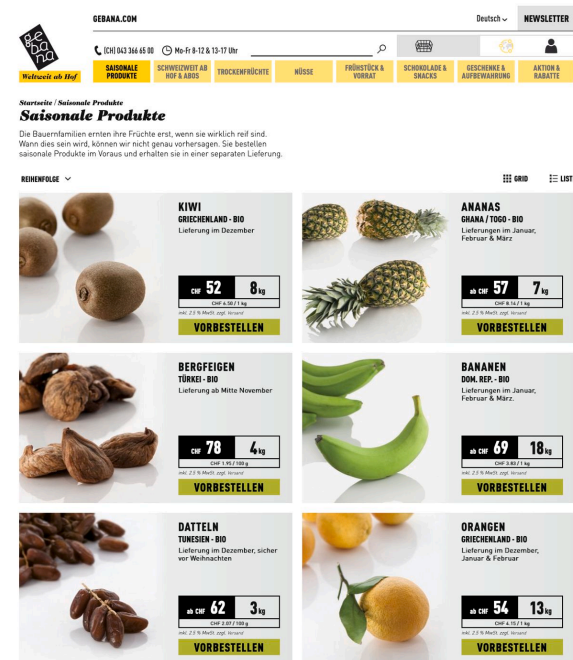 GEBANA.COM
Deutsch
NEWSLETTER
gebana
Weltweit ab Hof
(CH) 043 366 65 00
Mo-Fr 8-12 & 13-17 Uhr
SAISONALE PRODUKTE
SCHWEIZWEIT AB HOF & ABOS
TROCKENFRÜCHTE
NÜSSE
FRÜHSTÜCK & VORRAT
SCHOKOLADE & SNACKS
GESCHENKE & AUFBEWAHRUNG
AKTION & RABATTE
Startseite / Saisonale Produkte
Saisonale Produkte
Die Bauernfamilien ernten ihre Früchte erst, wenn sie wirklich reif sind.
Wann dies sein wird, können wir nicht genau vorhersagen. Sie bestellen
saisonale Produkte im Voraus und erhalten sie in einer separaten Lieferung.
REIHENFOLGE
GRID
LIST
KIWI
GRIECHENLAND - BIO
Lieferung im Dezember
CHF 52 8 kg
CHF 6.50 / 1 kg
inkl. 2.5 % MwSt. zzgl. Versand
VORBESTELLEN
ANANAS
GHANA / TOGO - BIO
Lieferungen im Januar,
Februar & März
ab CHF 57 7 kg
CHF 8.14 / 1 kg
inkl. 2.5 % MwSt. zzgl. Versand
VORBESTELLEN
BERGFEIGEN
TÜRKEI - BIO
Lieferung ab Mitte November
CHF 78 4 kg
CHF 1.95 / 100 g
inkl. 2.5 % MwSt. zzgl. Versand
VORBESTELLEN
BANANEN
DOM. REP. - BIO
Lieferungen im Januar,
Februar & März.
ab CHF 69 18 kg
CHF 3.83 / 1 kg
inkl. 2.5 % MwSt. zzgl. Versand
VORBESTELLEN
DATTELN
TUNESIEN - BIO
Lieferung im Dezember, sicher
vor Weihnachten
ab CHF 62 3 kg
CHF 2.07 / 100 g
inkl. 2.5 % MwSt. zzgl. Versand
VORBESTELLEN
ORANGEN
GRIECHENLAND - BIO
Lieferung im Dezember,
Januar & Februar
ab CHF 54 13 kg
CHF 4.15 / 1 kg
inkl. 2.5 % MwSt. zzgl. Versand
VORBESTELLEN